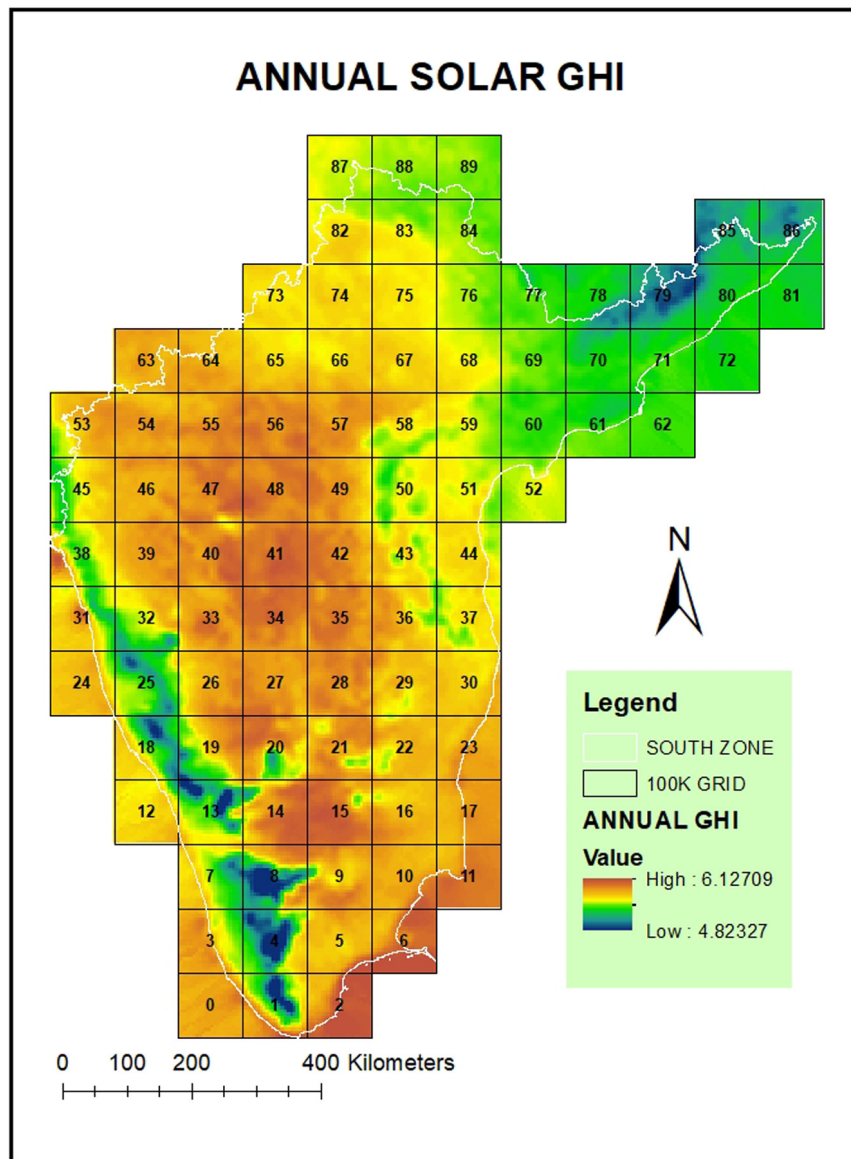 ANNUAL SOLAR GHI
87 88 89
82 83 84 85 86
73 74 75 76 77 78 79 80 81
63 64 65 66 67 68 69 70 71 72
53 54 55 56 57 58 59 60 61 62
45 46 47 48 49 50 51 52
38 39 40 41 42 43 44
31 32 33 34 35 36 37
24 25 26 27 28 29 30
18 19 20 21 22 23
12 13 14 15 16 17
7 8 9 10 11
3 4 5 6
0 1 2
N
Legend
SOUTH ZONE
100K GRID
ANNUAL GHI
Value
High : 6.12709
Low : 4.82327
0 100 200 400 Kilometers